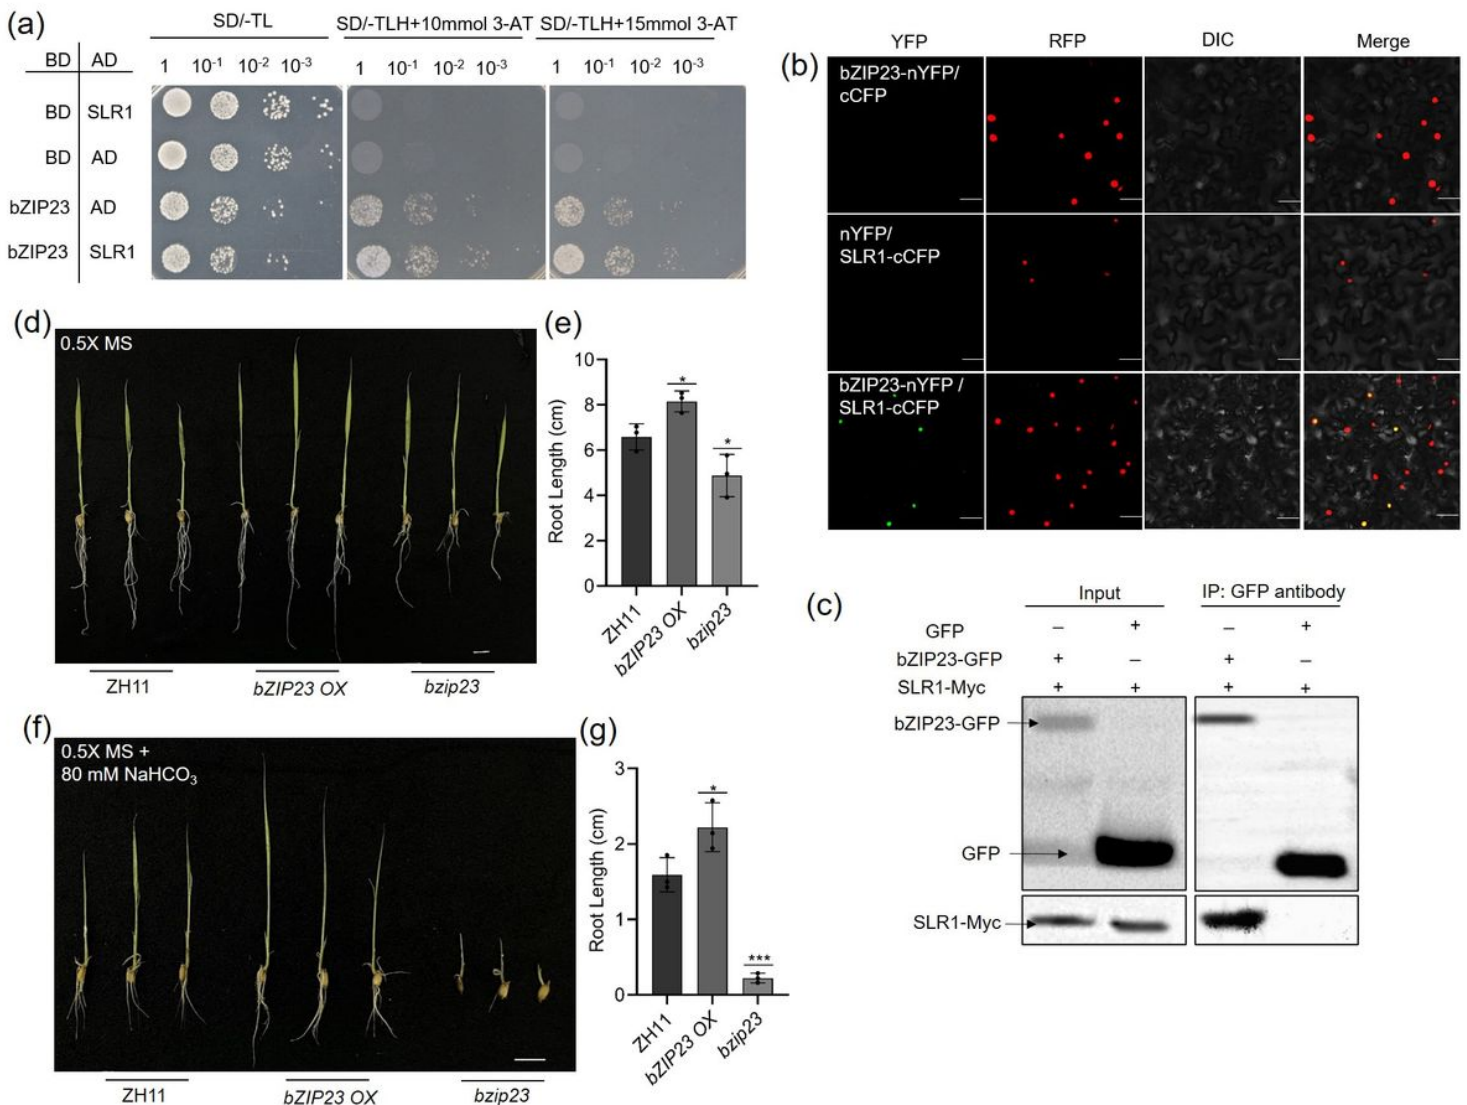 (a)
SD/-TL
SD/-TLH+10mmol 3-AT
SD/-TLH+15mmol 3-AT
BD AD
1 10⁻¹ 10⁻² 10⁻³
1 10⁻¹ 10⁻² 10⁻³
1 10⁻¹ 10⁻² 10⁻³
BD SLR1
BD AD
bZIP23 AD
bZIP23 SLR1
(b)
YFP RFP DIC Merge
bZIP23-nYFP/
cCFP
nYFP/
SLR1-cCFP
bZIP23-nYFP /
SLR1-cCFP
(d)
0.5X MS
ZH11 bZIP23 OX bzip23
(e)
Root Length (cm)
10
8
6
4
2
0
*
*
ZH11
bZIP23 OX
bzip23
(c)
Input
IP: GFP antibody
GFP – + – +
bZIP23-GFP + – + –
SLR1-Myc + + + +
bZIP23-GFP
GFP
SLR1-Myc
(f)
0.5X MS +
80 mM NaHCO₃
ZH11 bZIP23 OX bzip23
(g)
Root Length (cm)
3
2
1
0
*
***
ZH11
bZIP23 OX
bzip23